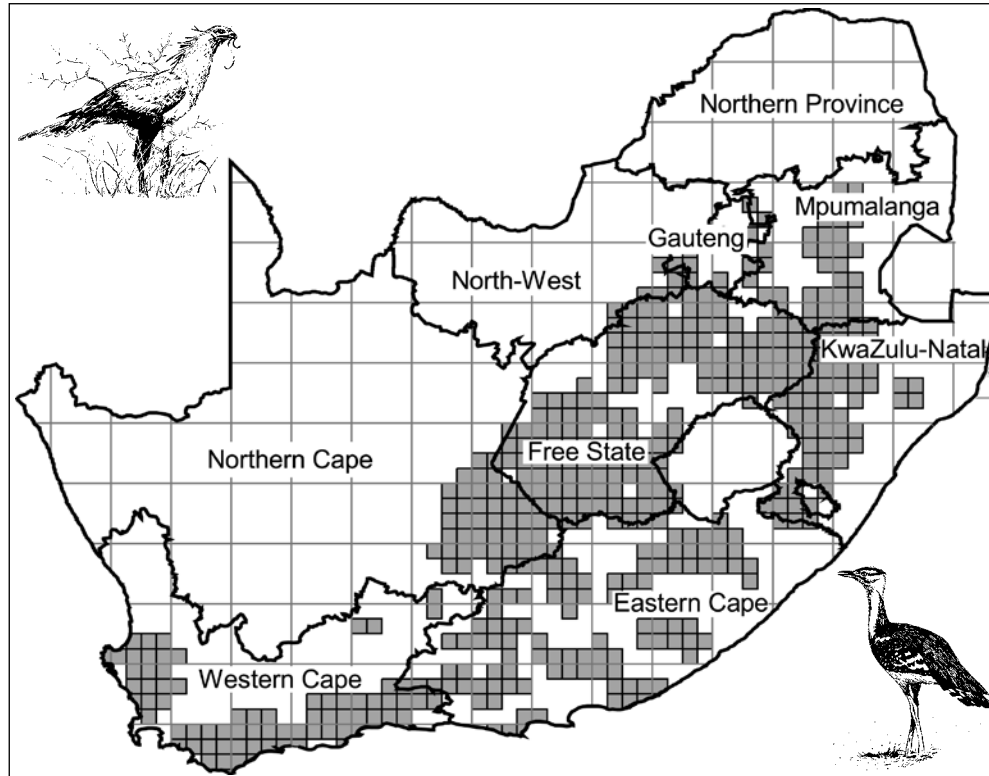 Northern Province
Mpumalanga
Gauteng
North-West
KwaZulu-Natal
Northern Cape
Free State
Eastern Cape
Western Cape